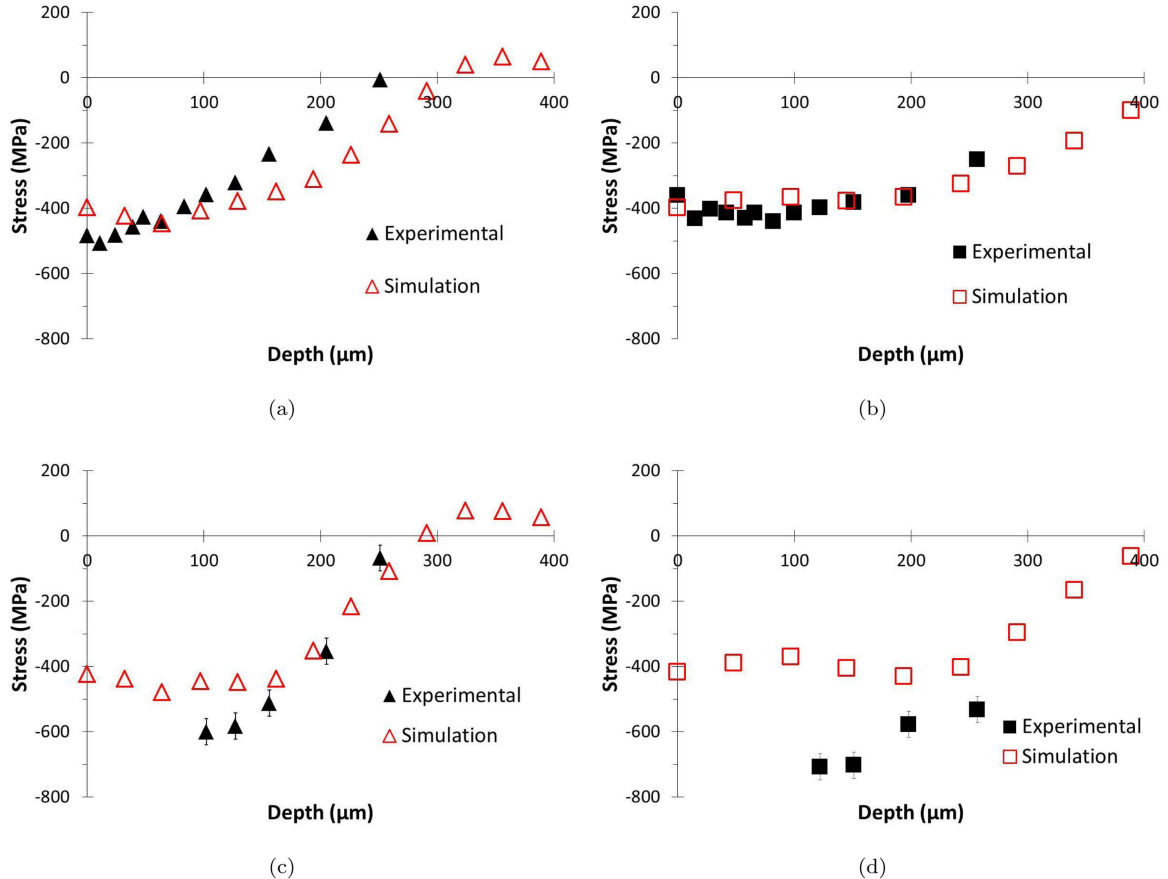 200
0
-200
-400
-600
-800
0
100
200
300
400
Stress (MPa)
Depth (µm)
Experimental
Simulation
(a)
200
0
-200
-400
-600
-800
0
100
200
300
400
Stress (MPa)
Depth (µm)
Experimental
Simulation
(b)
200
0
-200
-400
-600
-800
0
100
200
300
400
Stress (MPa)
Depth (µm)
Experimental
Simulation
(c)
200
0
-200
-400
-600
-800
0
100
200
300
400
Stress (MPa)
Depth (µm)
Experimental
Simulation
(d)